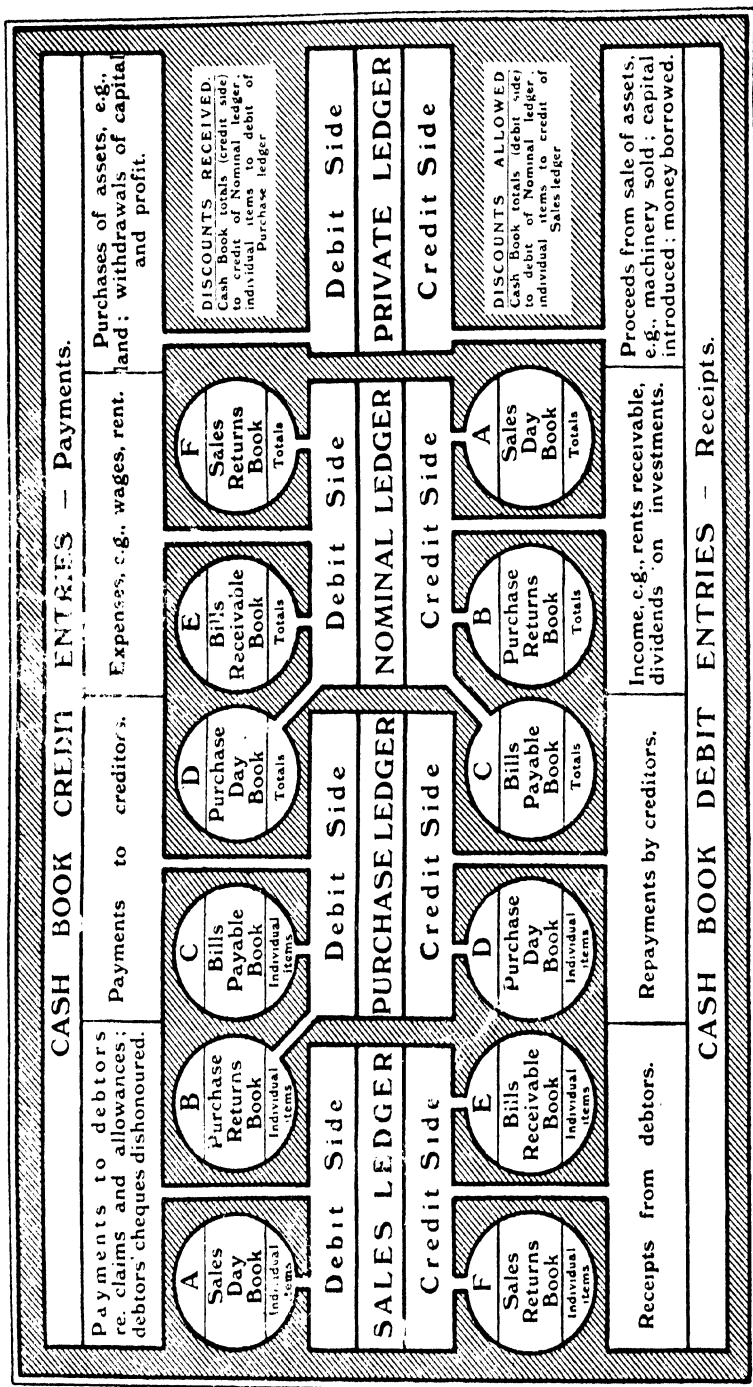 CASH BOOK CREDIT ENTRIES – Payments.
Payments to debtors
re. claims and allowances;
debtors' cheques dishonoured.
Payments to creditors.
Expenses, e.g., wages, rent.
Purchases of assets, e.g.,
land; withdrawals of capital
and profit.
A
Sales
Day
Book
Individual
items
B
Purchase
Returns
Book
Individual
items
C
Bills
Payable
Book
Individual
items
D
Purchase
Day
Book
Totals
E
Bills
Receivable
Book
Totals
F
Sales
Returns
Book
Totals
DISCOUNTS RECEIVED.
Cash Book totals (credit side)
to credit of Nominal ledger,
individual items to debit of
Purchase ledger
Debit Side
SALES LEDGER
Credit Side
Debit Side
PURCHASE LEDGER
Credit Side
Debit Side
NOMINAL LEDGER
Credit Side
Debit Side
PRIVATE LEDGER
Credit Side
F
Sales
Returns
Book
Individual
items
E
Bills
Receivable
Book
Individual
items
D
Purchase
Day
Book
Individual
items
C
Bills
Payable
Book
Totals
B
Purchase
Returns
Book
Totals
A
Sales
Day
Book
Totals
DISCOUNTS ALLOWED
Cash Book totals (debit side)
to debit of Nominal ledger,
individual items to credit of
Sales ledger
Receipts from debtors.
Repayments by creditors.
Income, e.g., rents receivable,
dividends on investments.
Proceeds from sale of assets,
e.g., machinery sold; capital
introduced; money borrowed.
CASH BOOK DEBIT ENTRIES – Receipts.